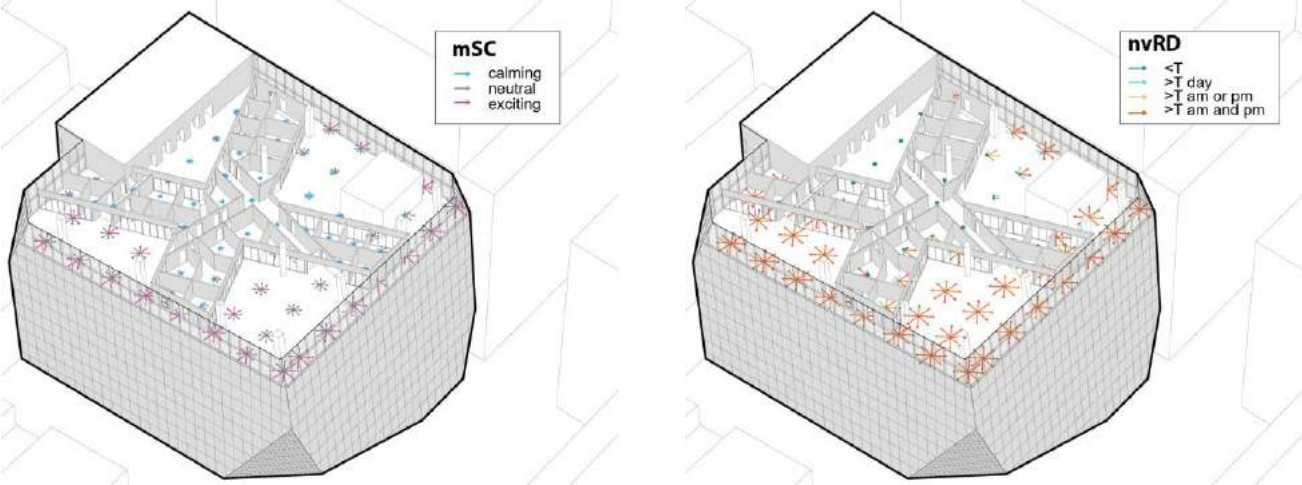 mSC
calming
neutral
exciting
nvRD
<T
>T day
>T am or pm
>T am and pm